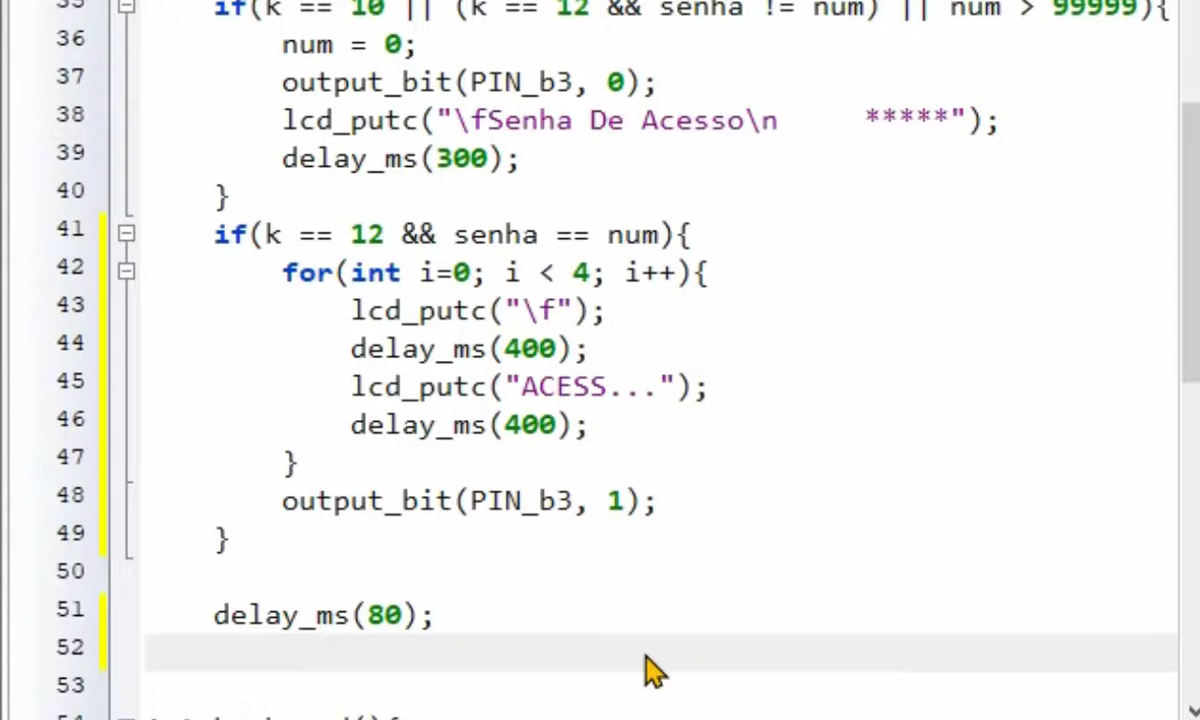 35 if(k == 10 || (k == 12 && senha != num) || num > 99999){
36 num = 0;
37 output_bit(PIN_b3, 0);
38 lcd_putc("\fSenha De Acesso\n     *****");
39 delay_ms(300);
40 }
41 if(k == 12 && senha == num){
42 for(int i=0; i < 4; i++){
43 lcd_putc("\f");
44 delay_ms(400);
45 lcd_putc("ACESS...");
46 delay_ms(400);
47 }
48 output_bit(PIN_b3, 1);
49 }
50
51 delay_ms(80);
52
53
54